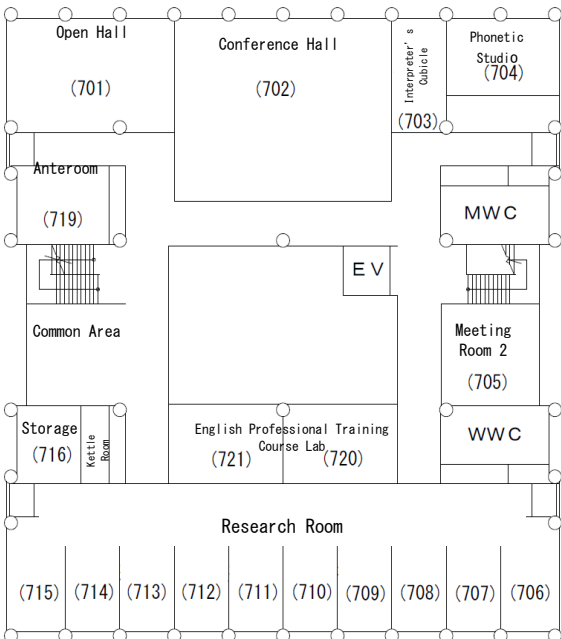 Open Hall
(701)
Conference Hall
(702)
Interpreter's
Cubicle
(703)
Phonetic
Studio
(704)
Anteroom
(719)
MWC
EV
Common Area
Meeting
Room 2
(705)
Storage
(716)
Kettle
Room
English Professional Training
Course Lab
(721)
(720)
WWC
Research Room
(715)
(714)
(713)
(712)
(711)
(710)
(709)
(708)
(707)
(706)